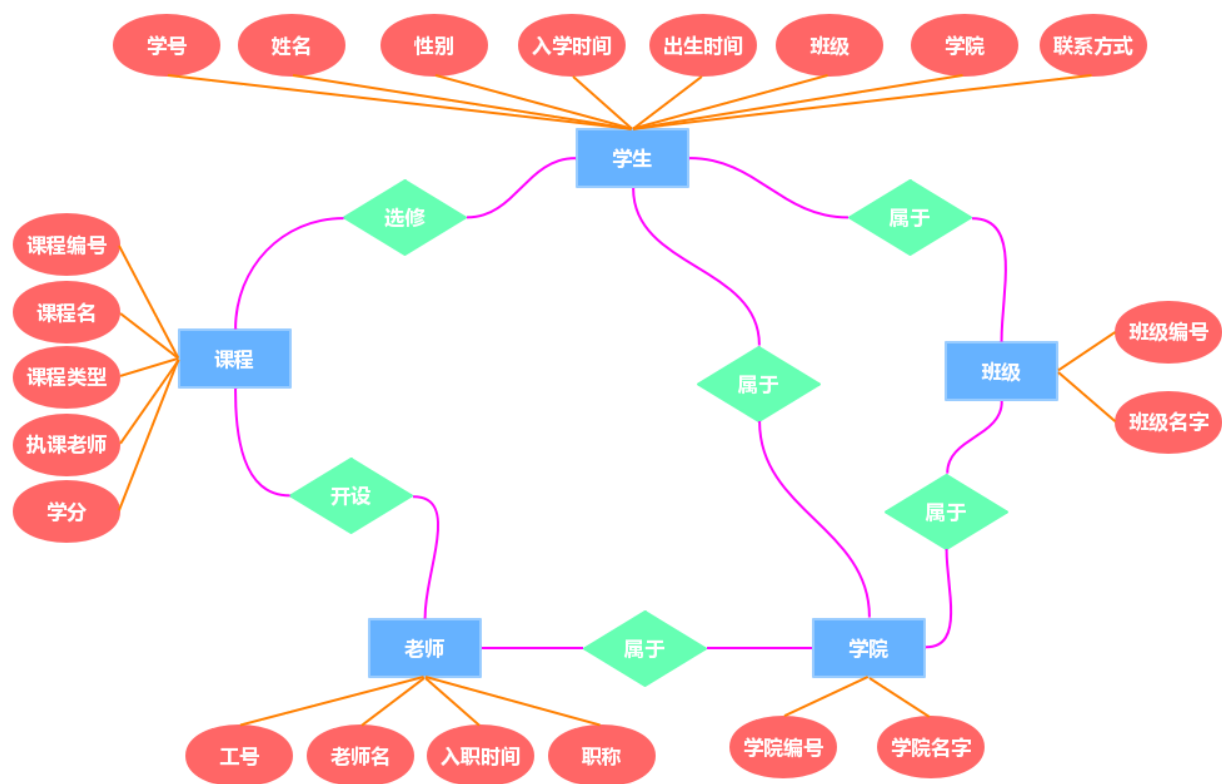 学号
姓名
性别
入学时间
出生时间
班级
学院
联系方式
学生
选修
属于
课程编号
课程名
课程类型
执课老师
学分
课程
属于
班级
班级编号
班级名字
开设
属于
老师
属于
学院
工号
老师名
入职时间
职称
学院编号
学院名字